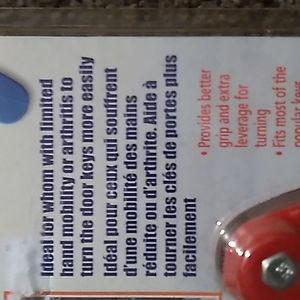 Ideal for whom with limited
hand mobility or arthritis to
turn the door keys more easily
Idéal pour ceux qui souffrent
d'une mobilité des mains
réduite ou d'arthrite. Aide à
tourner les clés de portes plus
facilement
• Provides better
grip and extra
leverage for
turning
• Fits most of the